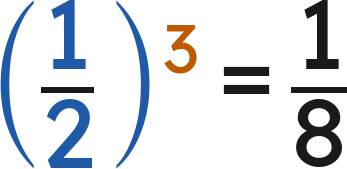 (1/2)³ = 1/8